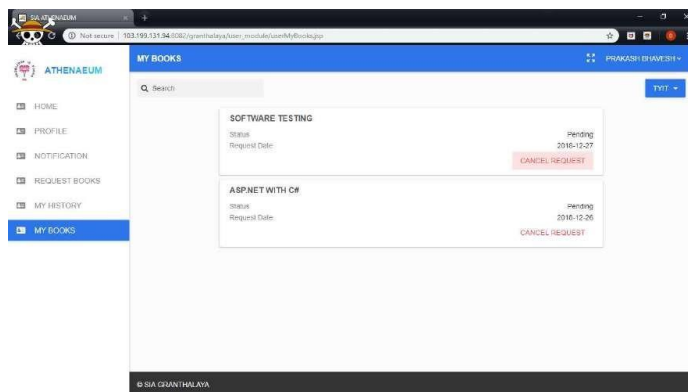 SIA ATHENAEUM
Not secure | 103.199.131.94:8082/granthalaya/user_module/userMyBooks.jsp
ATHENAEUM
MY BOOKS
PRAKASH BHAVESH
Search
TYIT
HOME
PROFILE
NOTIFICATION
REQUEST BOOKS
MY HISTORY
MY BOOKS
SOFTWARE TESTING
Status Pending
Request Date 2018-12-27
CANCEL REQUEST
ASP.NET WITH C#
Status Pending
Request Date 2018-12-26
CANCEL REQUEST
© SIA GRANTHALAYA